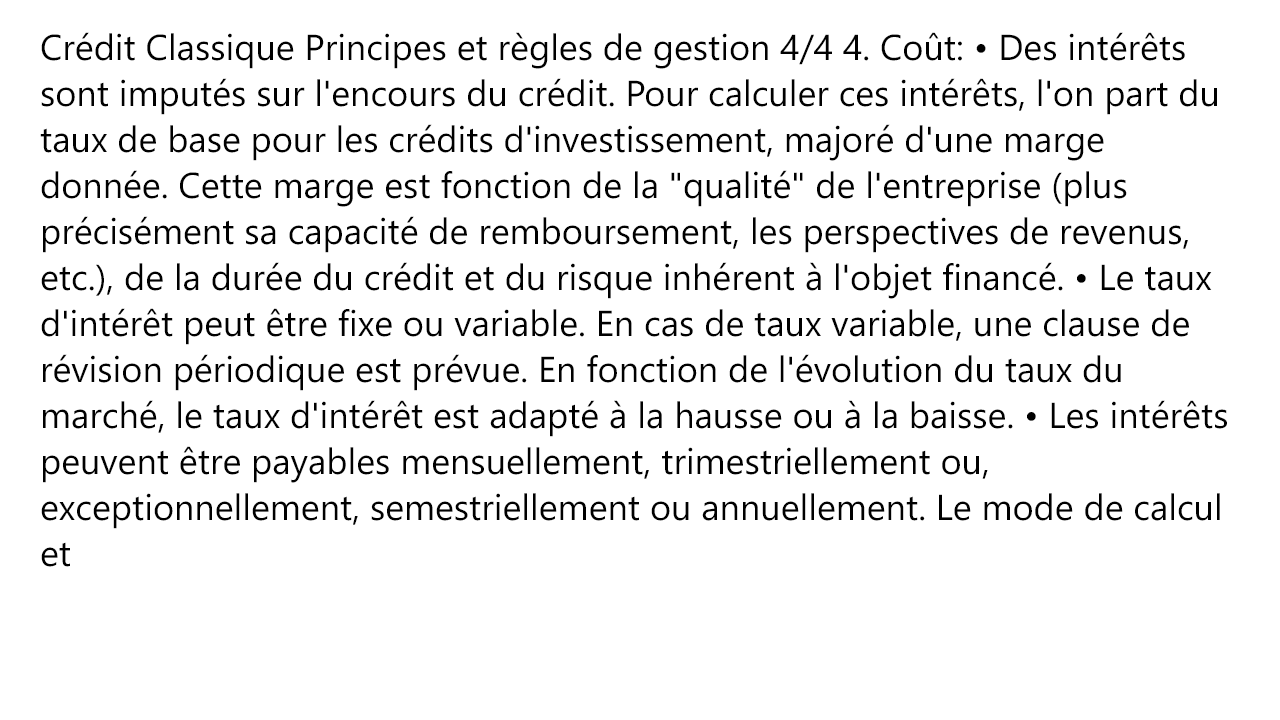 Crédit Classique Principes et règles de gestion 4/4 4. Coût: • Des intérêts
sont imputés sur l'encours du crédit. Pour calculer ces intérêts, l'on part du
taux de base pour les crédits d'investissement, majoré d'une marge
donnée. Cette marge est fonction de la "qualité" de l'entreprise (plus
précisément sa capacité de remboursement, les perspectives de revenus,
etc.), de la durée du crédit et du risque inhérent à l'objet financé. • Le taux
d'intérêt peut être fixe ou variable. En cas de taux variable, une clause de
révision périodique est prévue. En fonction de l'évolution du taux du
marché, le taux d'intérêt est adapté à la hausse ou à la baisse. • Les intérêts
peuvent être payables mensuellement, trimestriellement ou,
exceptionnellement, semestriellement ou annuellement. Le mode de calcul
et